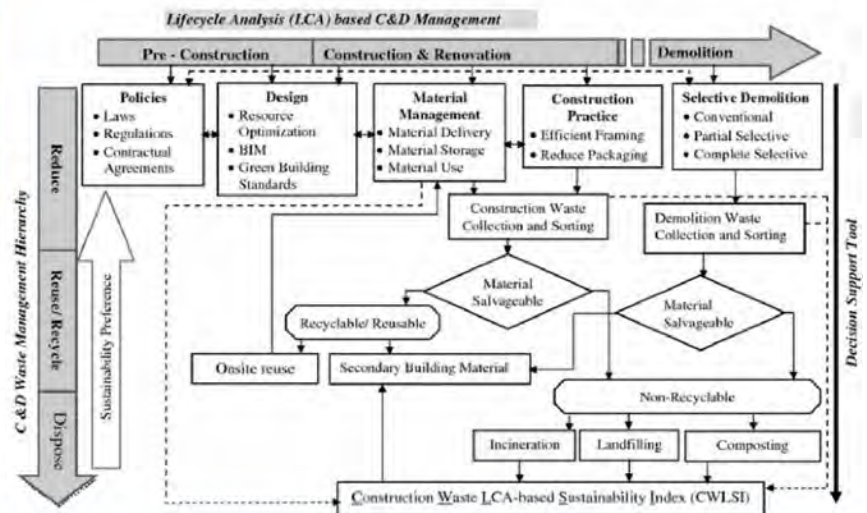 Lifecycle Analysis (LCA) based C&D Management
Pre - Construction
Construction & Renovation
Demolition
Policies
• Laws
• Regulations
• Contractual
Agreements
Design
• Resource
Optimization
• BIM
• Green Building
Standards
Material
Management
• Material Delivery
• Material Storage
• Material Use
Construction
Practice
• Efficient Framing
• Reduce Packaging
Selective Demolition
• Conventional
• Partial Selective
• Complete Selective
C & D Waste Management Hierarchy
Reduce
Reuse/ Recycle
Dispose
Sustainability Preference
Decision Support Tool
Construction Waste
Collection and Sorting
Demolition Waste
Collection and Sorting
Material
Salvageable
Material
Salvageable
Recyclable/ Reusable
Onsite reuse
Secondary Building Material
Non-Recyclable
Incineration
Landfilling
Composting
Construction Waste LCA-based Sustainability Index (CWLSI)